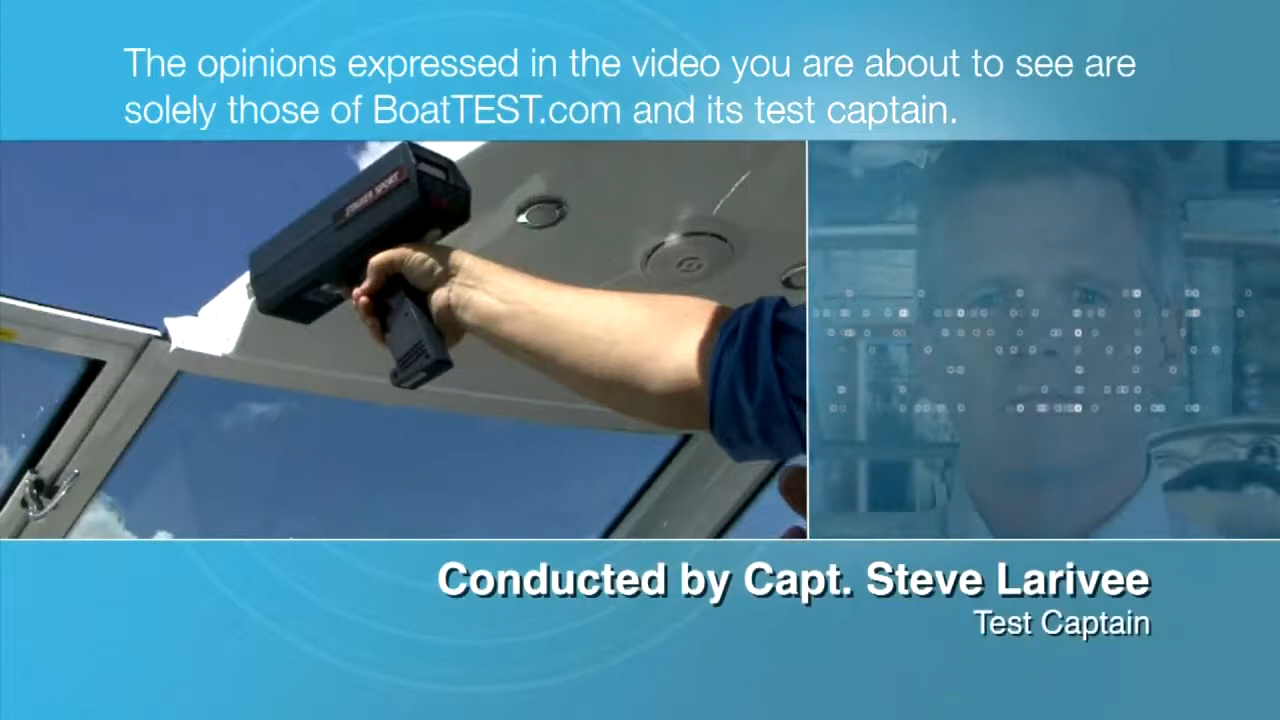 The opinions expressed in the video you are about to see are
solely those of BoatTEST.com and its test captain.
STALKER SPORT
Conducted by Capt. Steve Larivee
Test Captain